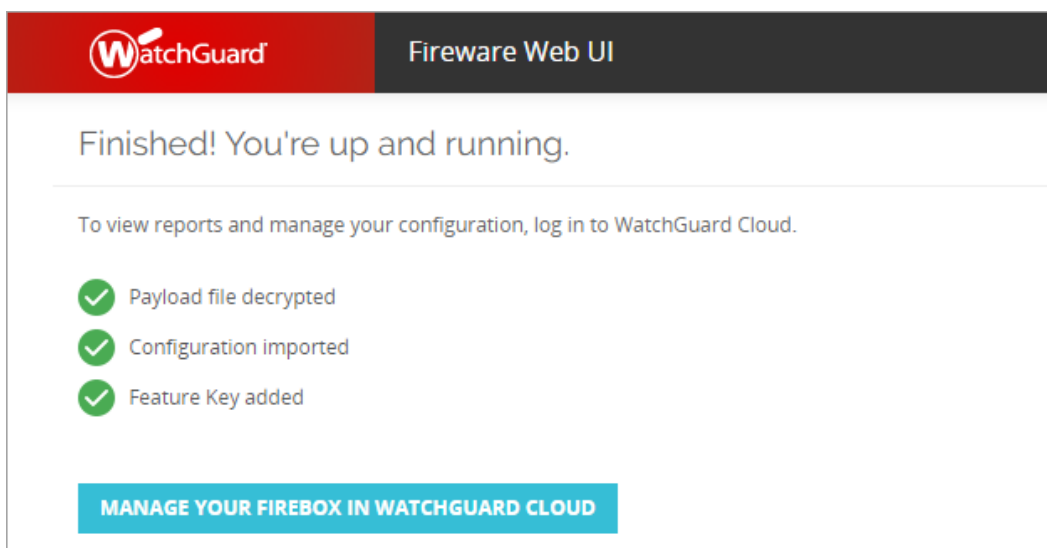 WatchGuard
Fireware Web UI
Finished! You're up and running.
To view reports and manage your configuration, log in to WatchGuard Cloud.
Payload file decrypted
Configuration imported
Feature Key added
MANAGE YOUR FIREBOX IN WATCHGUARD CLOUD